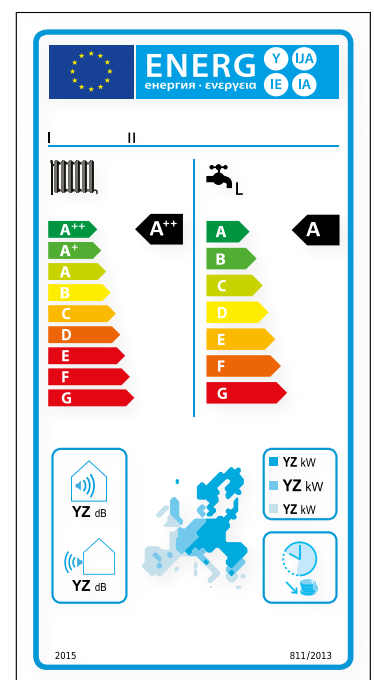 ENERG
енергия · ενεργεια
Y IJA
IE IA
I II
L
A++
A+
A
B
C
D
E
F
G
A++
A
B
C
D
E
F
G
A
YZ dB
YZ dB
YZ kW
YZ kW
YZ kW
2015 811/2013